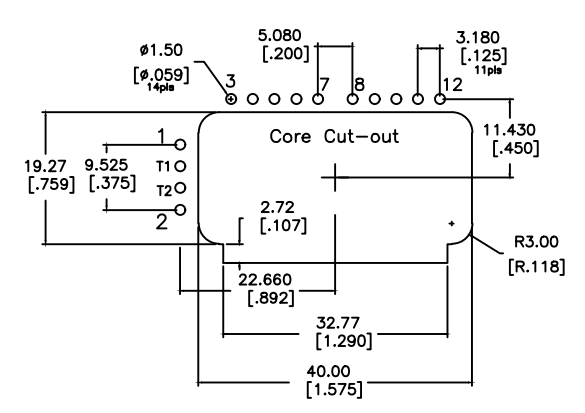 5.080
[.200]
3.180
[.125]
11pls
ø1.50
[ø.059]
14pls
3
7
8
12
Core Cut-out
11.430
[.450]
1
T1
T2
2
19.27
[.759]
9.525
[.375]
2.72
[.107]
R3.00
[R.118]
22.660
[.892]
32.77
[1.290]
40.00
[1.575]